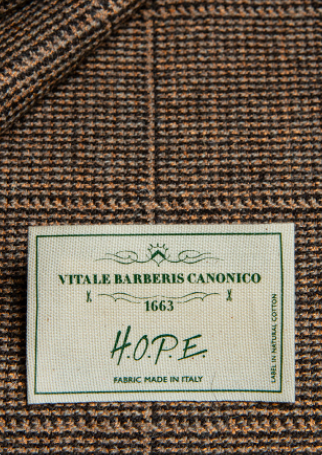 VITALE BARBERIS CANONICO
1663
H.O.P.E.
FABRIC MADE IN ITALY
LABEL IN NATURAL COTTON